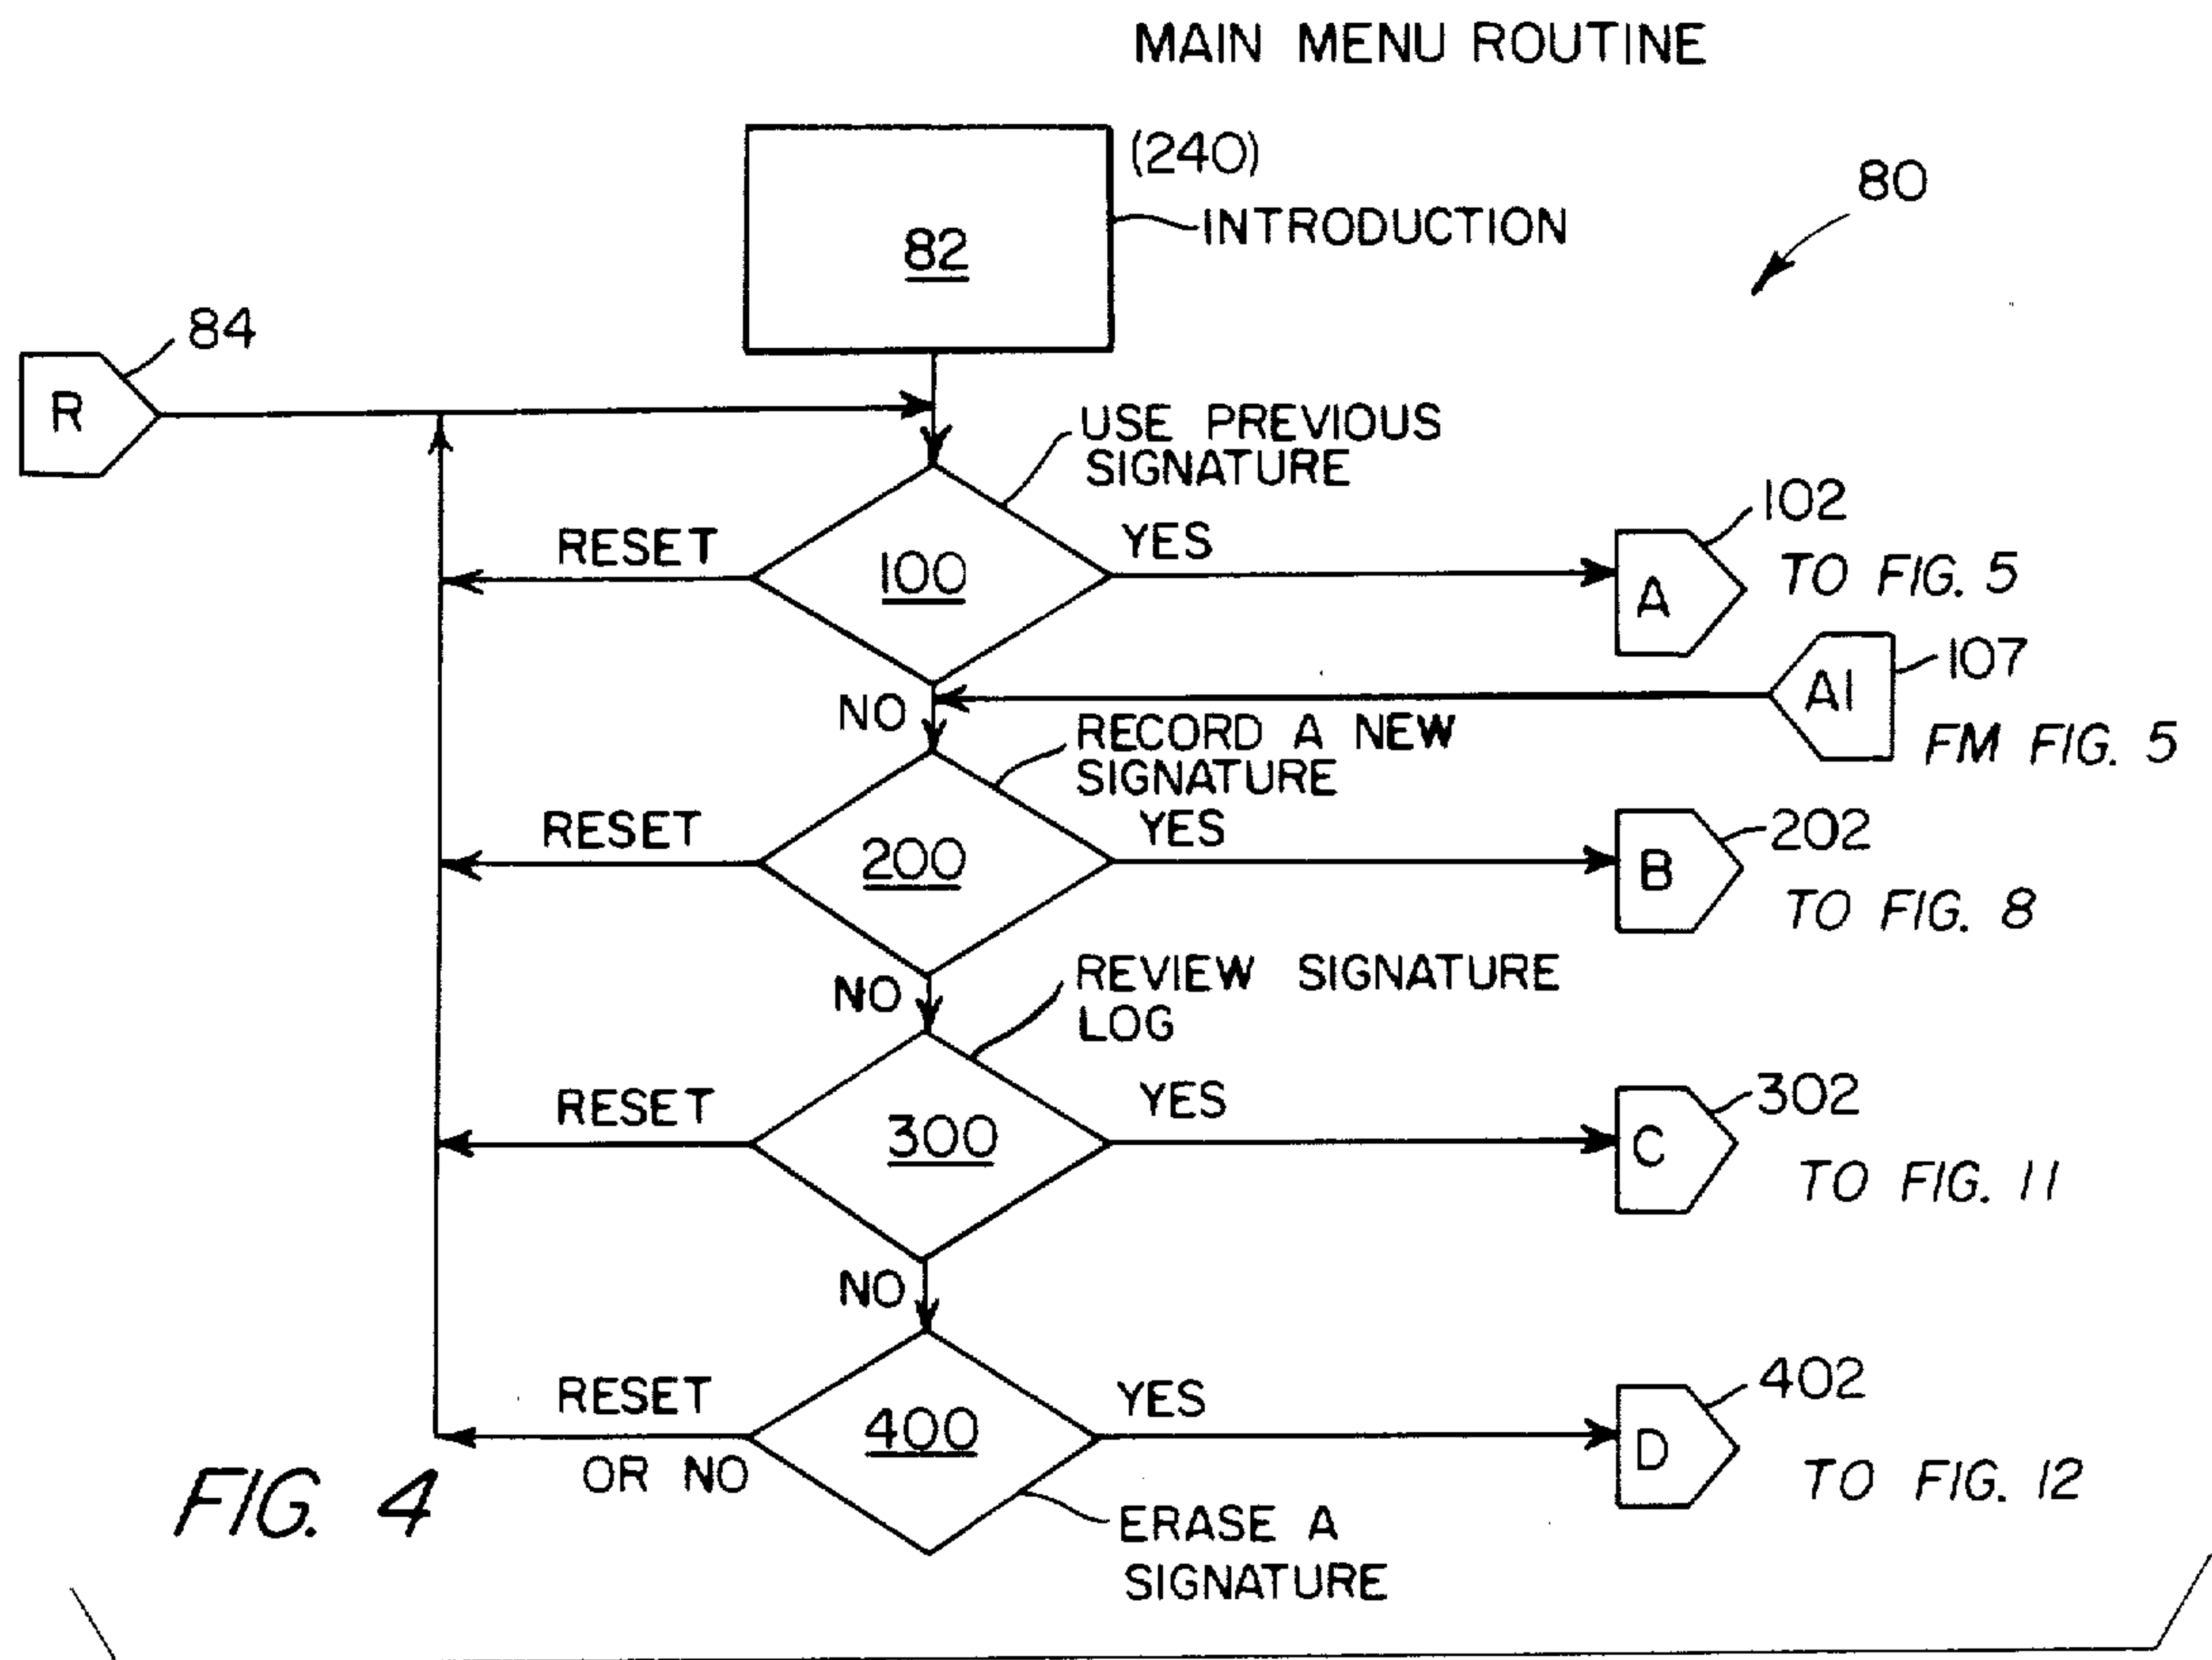 MAIN MENU ROUTINE
(240)
INTRODUCTION
82
80
84
R
USE PREVIOUS
SIGNATURE
RESET
100
YES
102
A
TO FIG. 5
NO
A1
107
FM FIG. 5
RECORD A NEW
SIGNATURE
RESET
200
YES
202
B
TO FIG. 8
NO
REVIEW SIGNATURE
LOG
RESET
300
YES
302
C
TO FIG. 11
NO
RESET
OR NO
400
YES
402
D
TO FIG. 12
ERASE A
SIGNATURE
FIG. 4